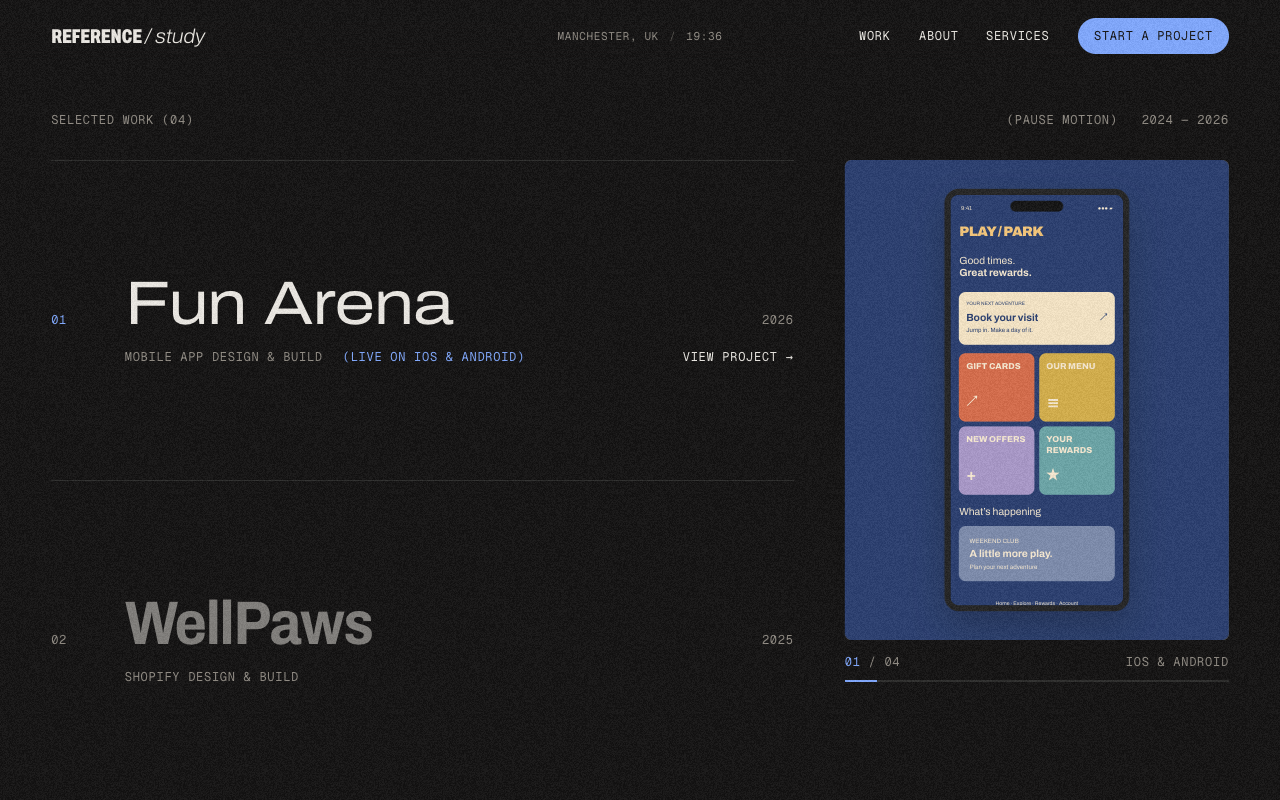 REFERENCE / study
MANCHESTER, UK / 19:36
WORK
ABOUT
SERVICES
START A PROJECT
SELECTED WORK (04)
(PAUSE MOTION)
2024 — 2026
01
Fun Arena
2026
MOBILE APP DESIGN & BUILD
(LIVE ON IOS & ANDROID)
VIEW PROJECT →
02
WellPaws
2025
SHOPIFY DESIGN & BUILD
9:41
PLAY/PARK
Good times.
Great rewards.
YOUR NEXT ADVENTURE
Book your visit
Jump in. Make a day of it.
GIFT CARDS
OUR MENU
NEW OFFERS
YOUR
REWARDS
What's happening
WEEKEND CLUB
A little more play.
Plan your next adventure
Home · Explore · Rewards · Account
01 / 04
IOS & ANDROID